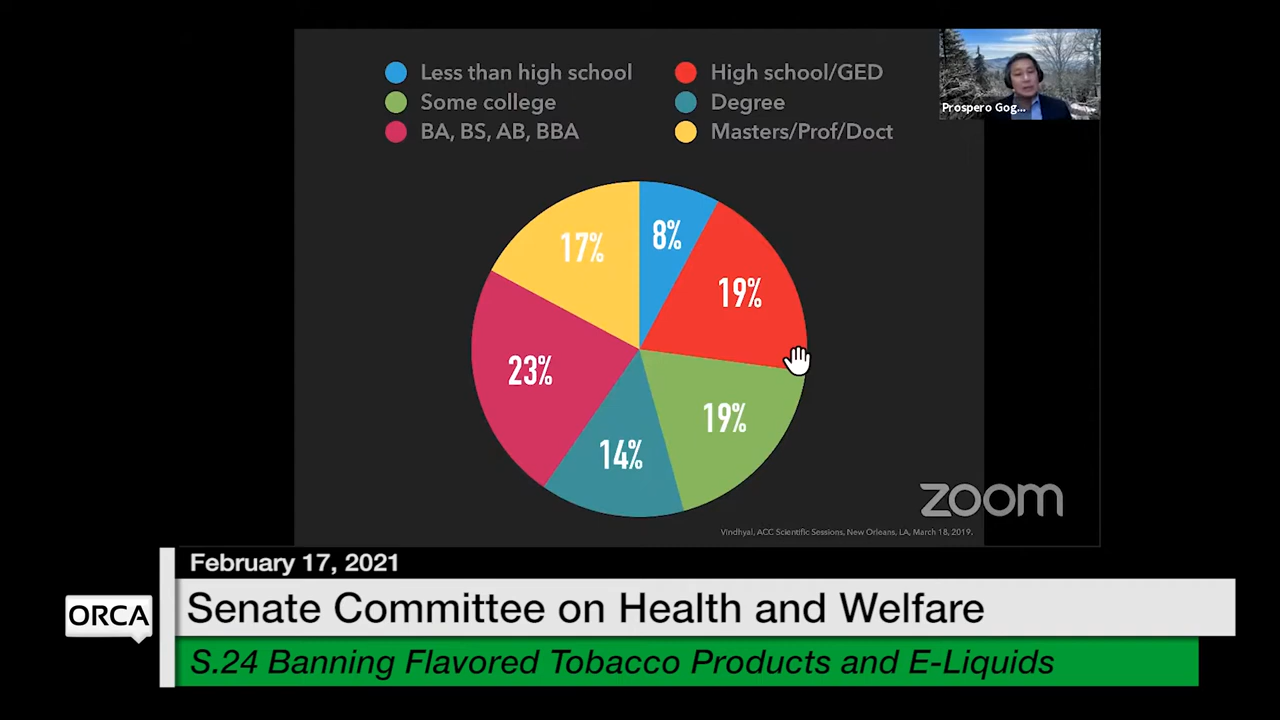 Less than high school
High school/GED
Some college
Degree
BA, BS, AB, BBA
Masters/Prof/Doct
Prospero Gog...
8%
17%
19%
23%
19%
14%
zoom
Vindhyal, ACC Scientific Sessions, New Orleans, LA, March 18, 2019.
February 17, 2021
ORCA
Senate Committee on Health and Welfare
S.24 Banning Flavored Tobacco Products and E-Liquids